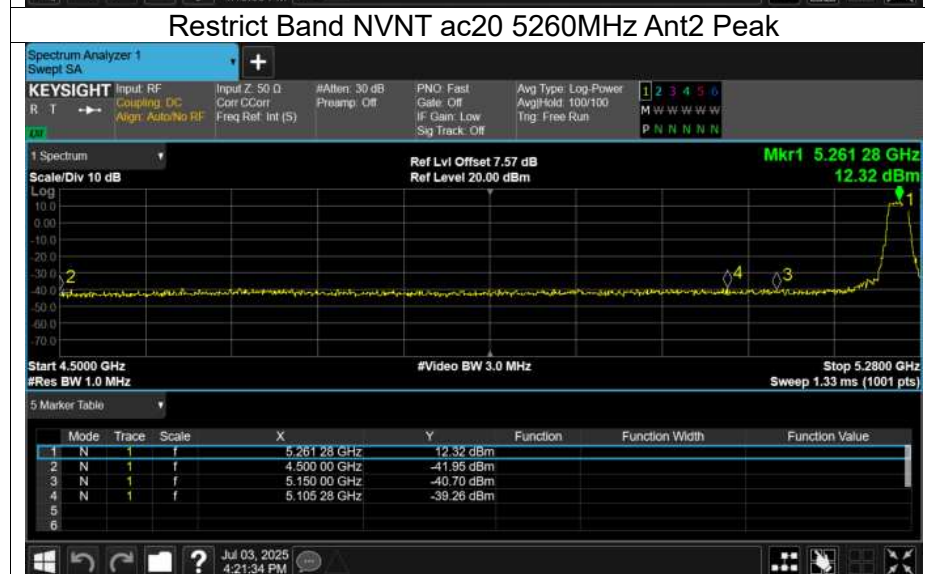 Restrict Band NVNT ac20 5260MHz Ant2 Peak
Spectrum Analyzer 1
Swept SA
+
KEYSIGHT Input: RF Input Z: 50 Ω #Atten: 30 dB PNO: Fast Avg Type: Log-Power 1 2 3 4 5 6
R T Coupling: DC Corr CCorr Preamp: Off Gate: Off Avg|Hold: 100/100 M W W W W W
Align: Auto/No RF Freq Ref: Int (S) IF Gain: Low Trig: Free Run
Sig Track: Off P N N N N N
1 Spectrum Ref Lvl Offset 7.57 dB Mkr1 5.261 28 GHz
Scale/Div 10 dB Ref Level 20.00 dBm 12.32 dBm
Log
1
10.0
0.00
-10.0
-20.0
-30.0 2 4 3
-40.0
-50.0
-60.0
-70.0
Start 4.5000 GHz #Video BW 3.0 MHz Stop 5.2800 GHz
#Res BW 1.0 MHz Sweep 1.33 ms (1001 pts)
5 Marker Table
Mode Trace Scale X Y Function Function Width Function Value
1 N 1 f 5.261 28 GHz 12.32 dBm
2 N 1 f 4.500 00 GHz -41.95 dBm
3 N 1 f 5.150 00 GHz -40.70 dBm
4 N 1 f 5.105 28 GHz -39.26 dBm
5
6
? Jul 03, 2025
4:21:34 PM